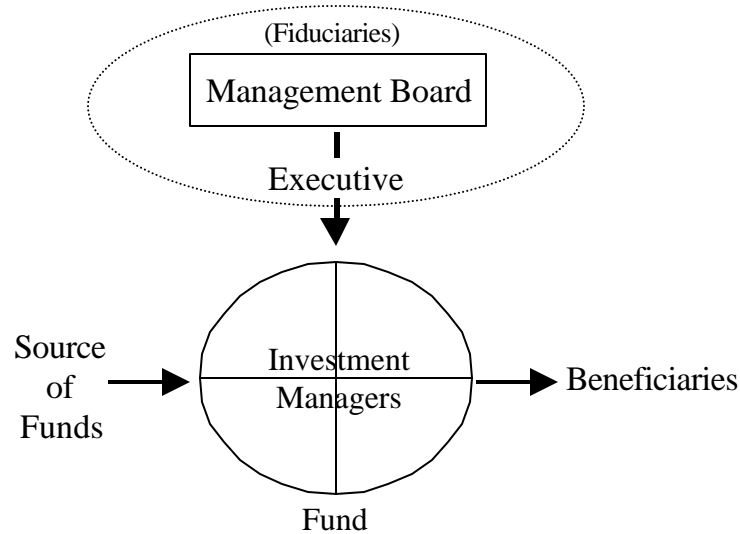 (Fiduciaries)
Management Board
Executive
Source
of
Funds
Investment
Managers
Beneficiaries
Fund